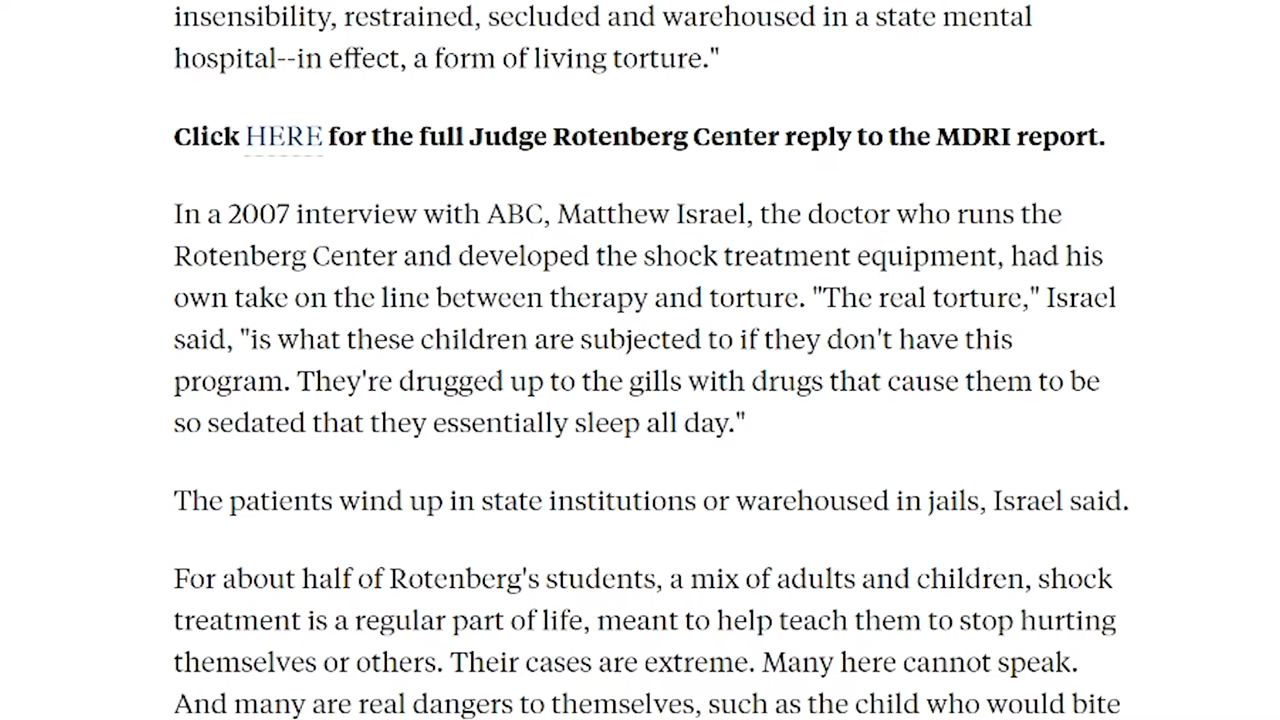 insensibility, restrained, secluded and warehoused in a state mental
hospital--in effect, a form of living torture."
Click HERE for the full Judge Rotenberg Center reply to the MDRI report.
In a 2007 interview with ABC, Matthew Israel, the doctor who runs the
Rotenberg Center and developed the shock treatment equipment, had his
own take on the line between therapy and torture. "The real torture," Israel
said, "is what these children are subjected to if they don't have this
program. They're drugged up to the gills with drugs that cause them to be
so sedated that they essentially sleep all day."
The patients wind up in state institutions or warehoused in jails, Israel said.
For about half of Rotenberg's students, a mix of adults and children, shock
treatment is a regular part of life, meant to help teach them to stop hurting
themselves or others. Their cases are extreme. Many here cannot speak.
And many are real dangers to themselves, such as the child who would bite